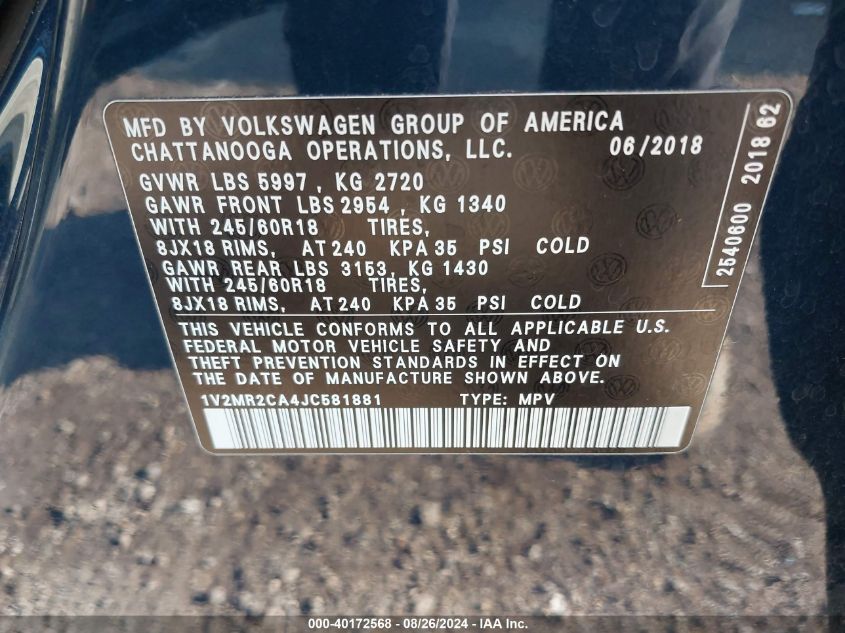 MFD BY VOLKSWAGEN GROUP OF AMERICA
CHATTANOOGA OPERATIONS, LLC. 06/2018
GVWR LBS 5997 , KG 2720
GAWR FRONT LBS 2954 , KG 1340
WITH 245/60R18 TIRES,
8JX18 RIMS, AT 240 KPA 35 PSI COLD
GAWR REAR LBS 3153, KG 1430
WITH 245/60R18 TIRES,
8JX18 RIMS, AT 240 KPA 35 PSI COLD
THIS VEHICLE CONFORMS TO ALL APPLICABLE U.S.
FEDERAL MOTOR VEHICLE SAFETY AND
THEFT PREVENTION STANDARDS IN EFFECT ON
THE DATE OF MANUFACTURE SHOWN ABOVE.
1V2MR2CA4JC581881 TYPE: MPV
2540600 2018 62
000-40172568 - 08/26/2024 - IAA Inc.